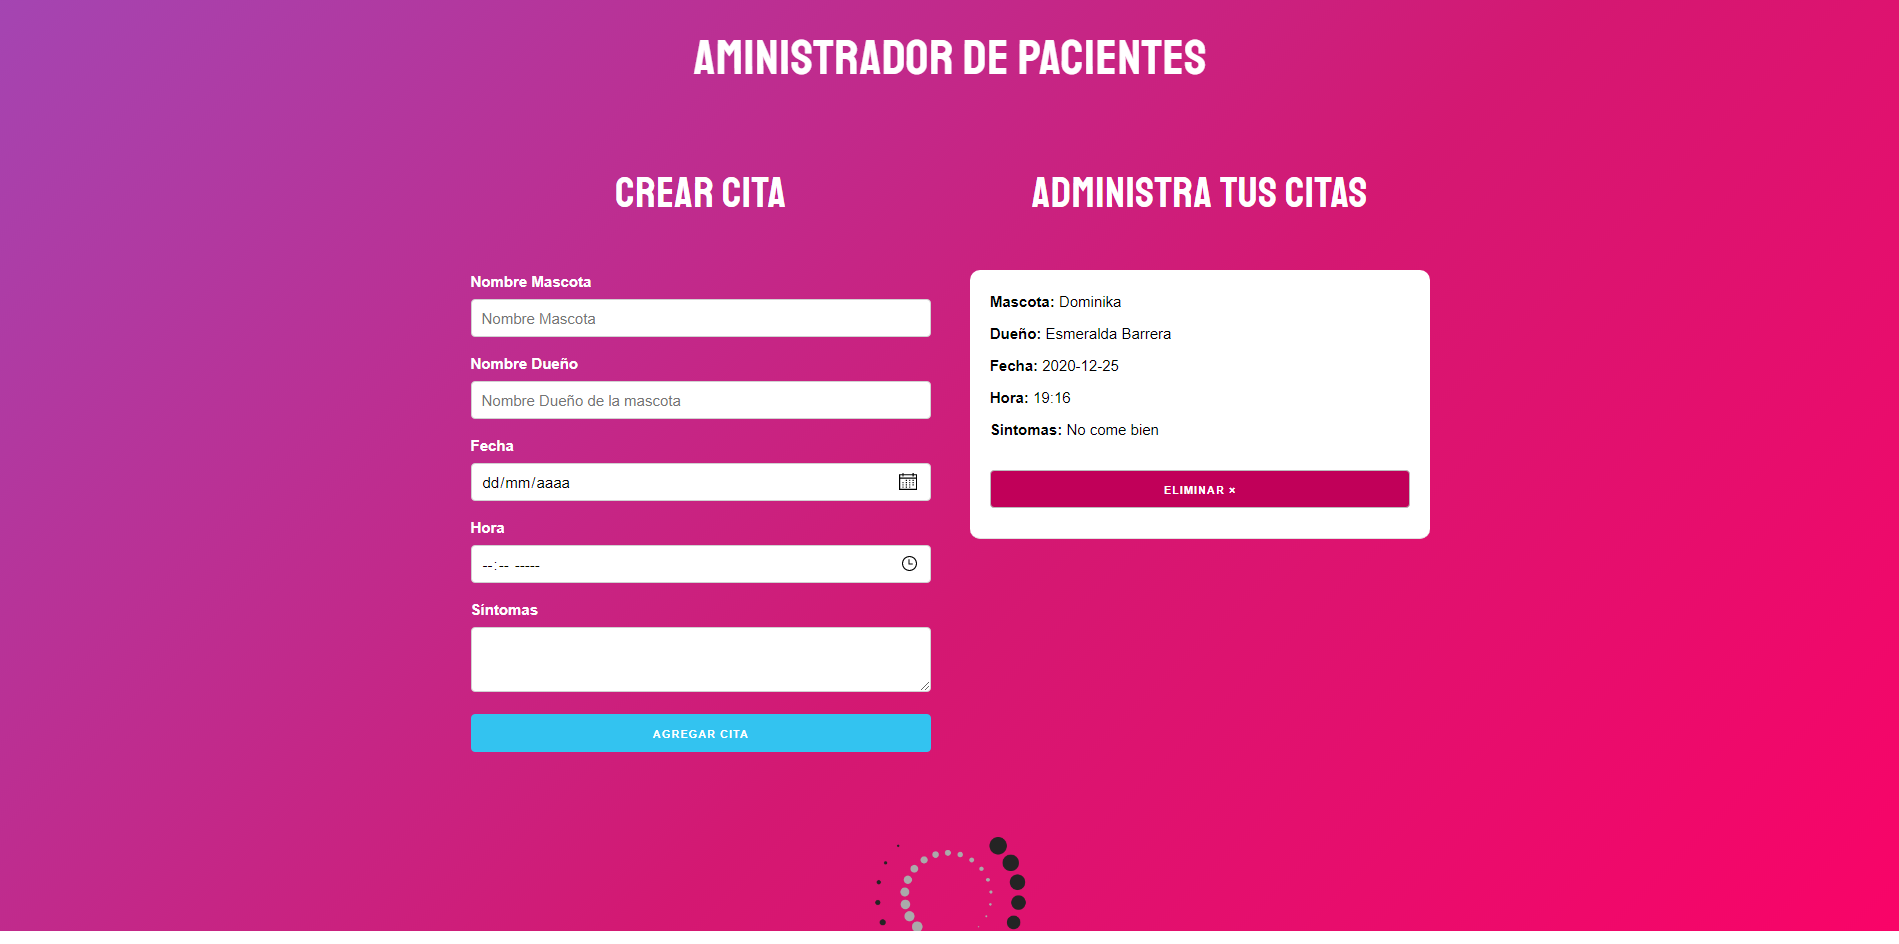 AMINISTRADOR DE PACIENTES
CREAR CITA
Nombre Mascota
Nombre Mascota
Nombre Dueño
Nombre Dueño de la mascota
Fecha
dd/mm/aaaa
Hora
--:-- -----
Síntomas
AGREGAR CITA
ADMINISTRA TUS CITAS
Mascota: Dominika
Dueño: Esmeralda Barrera
Fecha: 2020-12-25
Hora: 19:16
Sintomas: No come bien
ELIMINAR ×